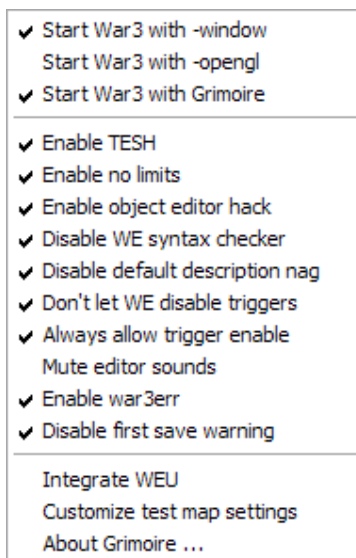 Start War3 with -window
Start War3 with -opengl
Start War3 with Grimoire
Enable TESH
Enable no limits
Enable object editor hack
Disable WE syntax checker
Disable default description nag
Don't let WE disable triggers
Always allow trigger enable
Mute editor sounds
Enable war3err
Disable first save warning
Integrate WEU
Customize test map settings
About Grimoire ...